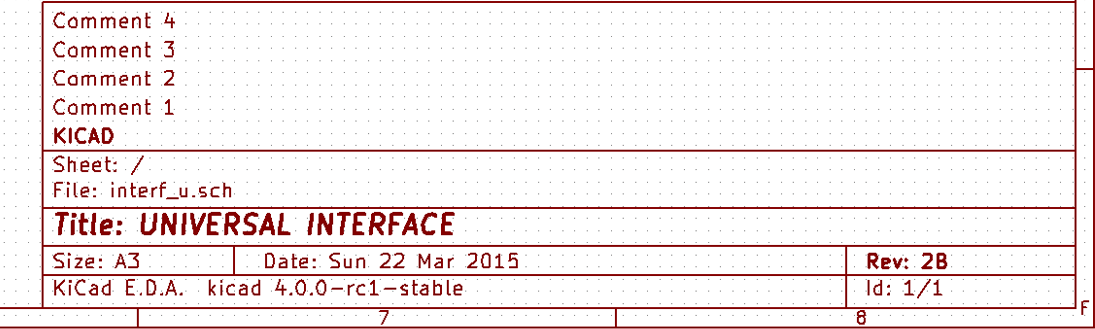 Comment 4
Comment 3
Comment 2
Comment 1
KICAD
Sheet: /
File: interf_u.sch
Title: UNIVERSAL INTERFACE
Size: A3 Date: Sun 22 Mar 2015 Rev: 2B
KiCad E.D.A. kicad 4.0.0-rc1-stable Id: 1/1
F
7 8